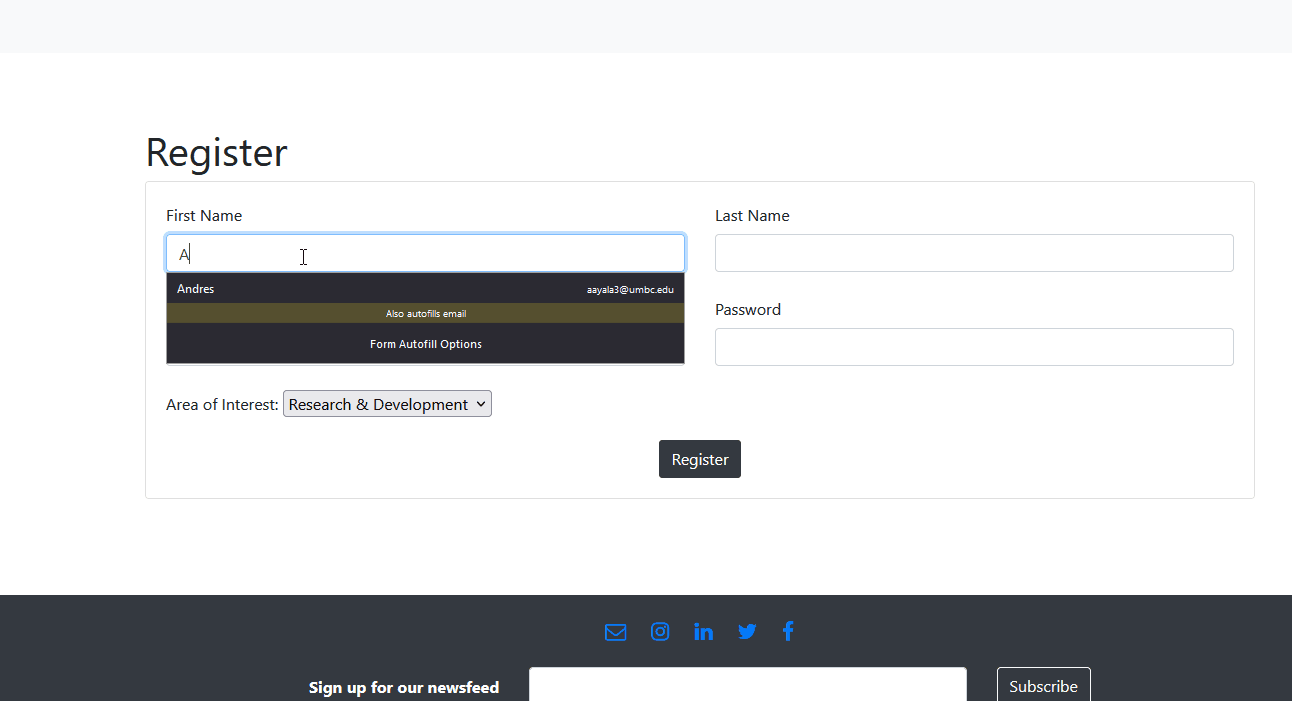 Register
First Name
Last Name
A
Andres aayala3@umbc.edu
Also autofills email
Form Autofill Options
Password
Area of Interest: Research & Development
Register
Sign up for our newsfeed
Subscribe